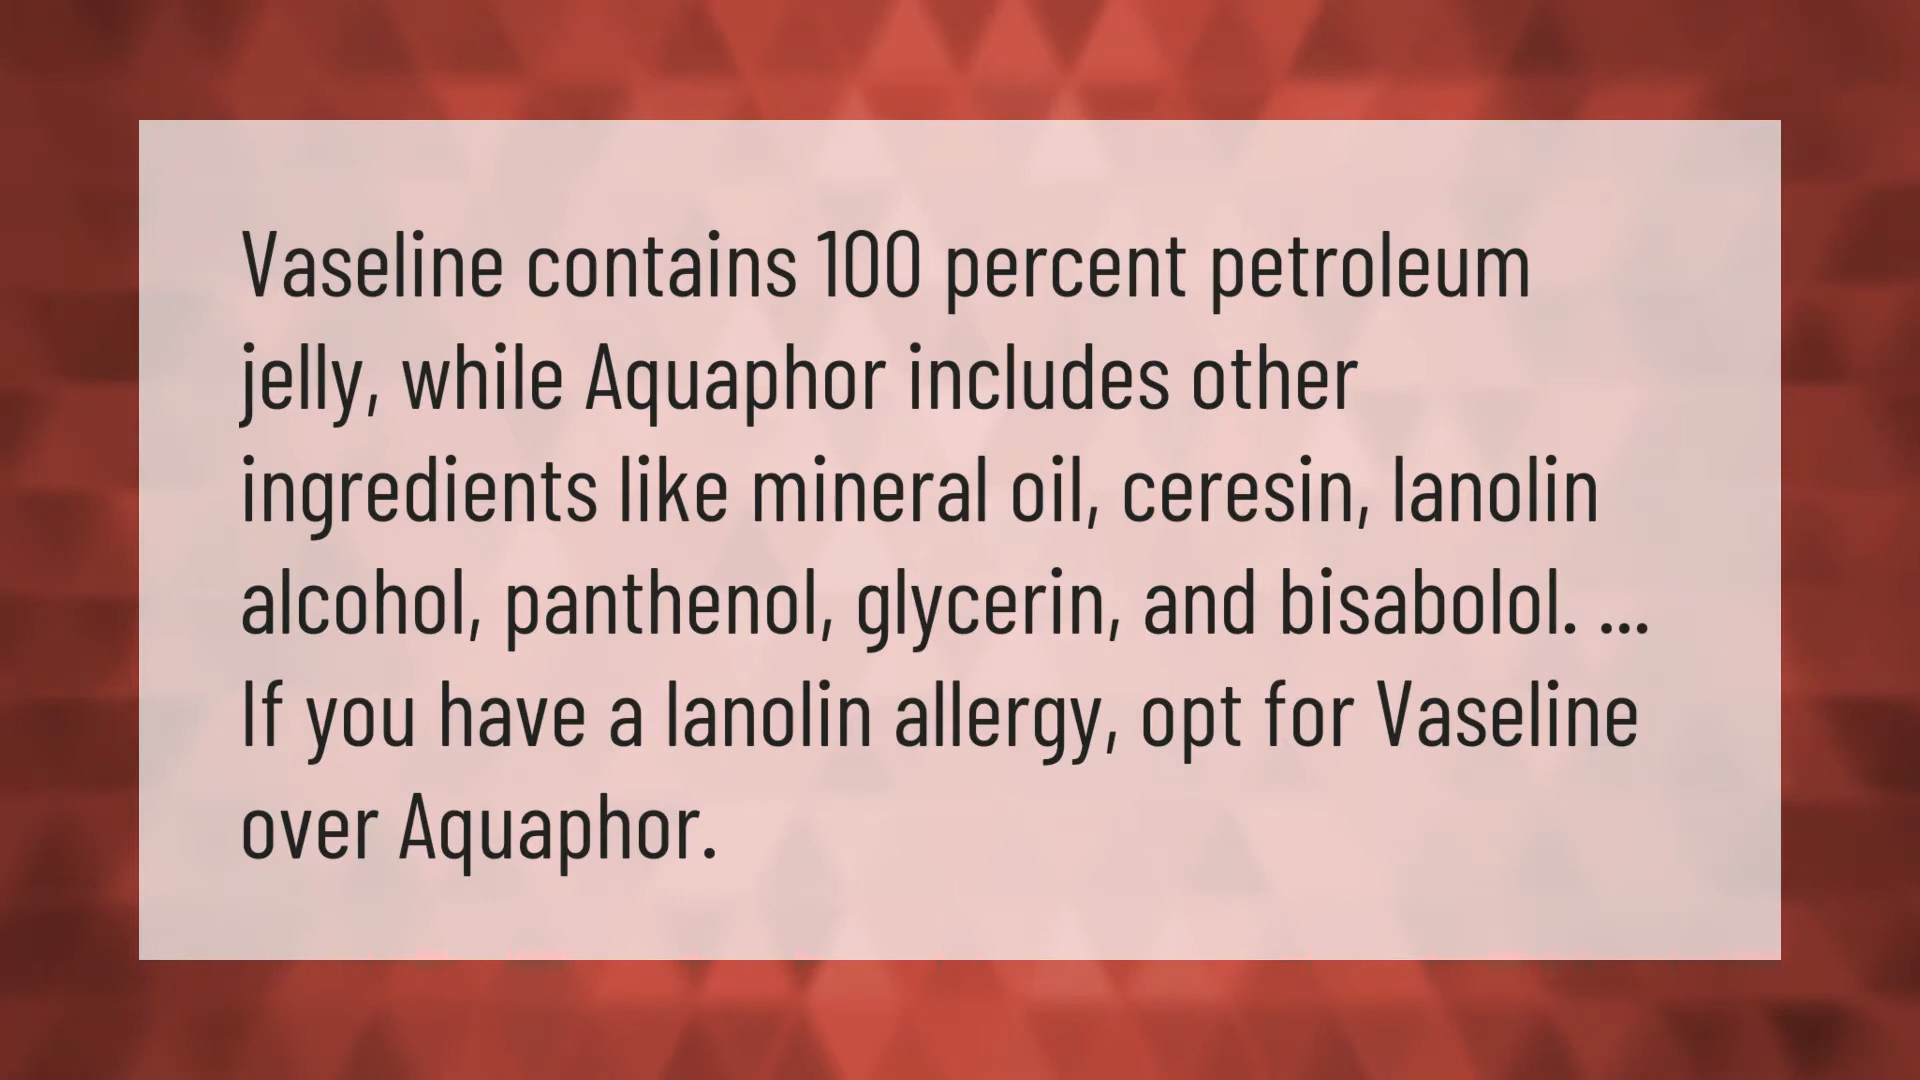 Vaseline contains 100 percent petroleum
jelly, while Aquaphor includes other
ingredients like mineral oil, ceresin, lanolin
alcohol, panthenol, glycerin, and bisabolol. ...
If you have a lanolin allergy, opt for Vaseline
over Aquaphor.